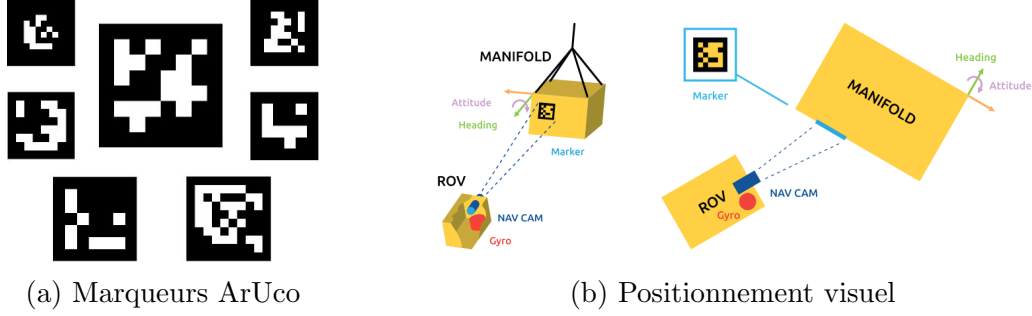 MANIFOLD
Attitude
Heading
Marker
ROV
NAV CAM
Gyro
Marker
MANIFOLD
Heading
Attitude
ROV
NAV CAM
Gyro
(a) Marqueurs ArUco
(b) Positionnement visuel